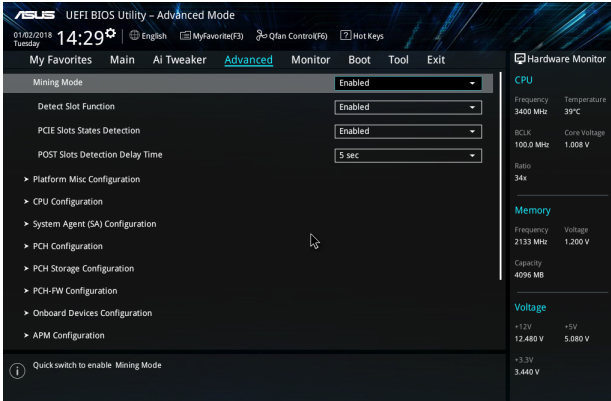 ASUS UEFI BIOS Utility – Advanced Mode
01/02/2018 Tuesday 14:29 English MyFavorite(F3) Qfan Control(F6) ? Hot Keys
My Favorites Main Ai Tweaker Advanced Monitor Boot Tool Exit
Mining Mode Enabled
Detect Slot Function Enabled
PCIE Slots States Detection Enabled
POST Slots Detection Delay Time 5 sec
> Platform Misc Configuration
> CPU Configuration
> System Agent (SA) Configuration
> PCH Configuration
> PCH Storage Configuration
> PCH-FW Configuration
> Onboard Devices Configuration
> APM Configuration
i Quick switch to enable Mining Mode
Hardware Monitor
CPU
Frequency Temperature
3400 MHz 39°C
BCLK Core Voltage
100.0 MHz 1.008 V
Ratio
34x
Memory
Frequency Voltage
2133 MHz 1.200 V
Capacity
4096 MB
Voltage
+12V +5V
12.480 V 5.080 V
+3.3V
3.440 V